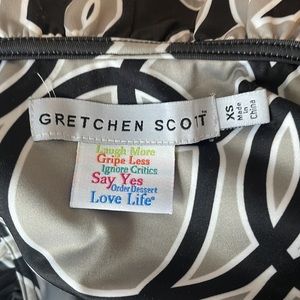 GRETCHEN SCOTT
XS
Made
In
China
Laugh More
Gripe Less
Ignore Critics
Say Yes
Order Dessert
Love Life®